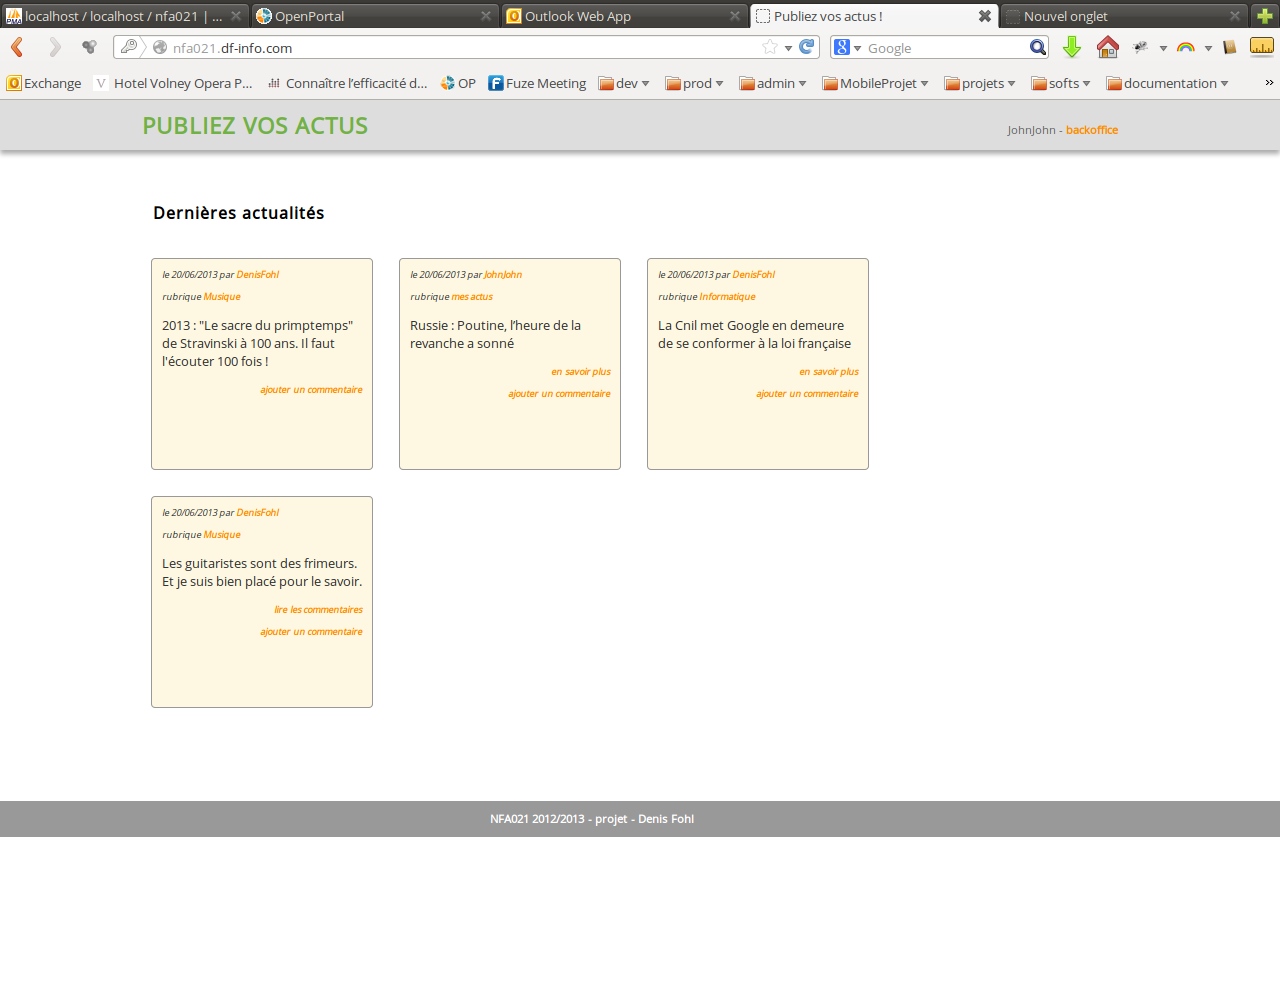 localhost / localhost / nfa021 | ...
OpenPortal
Outlook Web App
Publiez vos actus !
Nouvel onglet
nfa021.df-info.com
Google
Exchange
Hotel Volney Opera P...
Connaître l’efficacité d...
OP
Fuze Meeting
dev
prod
admin
MobileProjet
projets
softs
documentation
»
PUBLIEZ VOS ACTUS
JohnJohn - backoffice
Dernières actualités
le 20/06/2013 par DenisFohl
rubrique Musique
2013 : "Le sacre du primptemps"
de Stravinski à 100 ans. Il faut
l'écouter 100 fois !
ajouter un commentaire
le 20/06/2013 par JohnJohn
rubrique mes actus
Russie : Poutine, l’heure de la
revanche a sonné
en savoir plus
ajouter un commentaire
le 20/06/2013 par DenisFohl
rubrique Informatique
La Cnil met Google en demeure
de se conformer à la loi française
en savoir plus
ajouter un commentaire
le 20/06/2013 par DenisFohl
rubrique Musique
Les guitaristes sont des frimeurs.
Et je suis bien placé pour le savoir.
lire les commentaires
ajouter un commentaire
NFA021 2012/2013 - projet - Denis Fohl